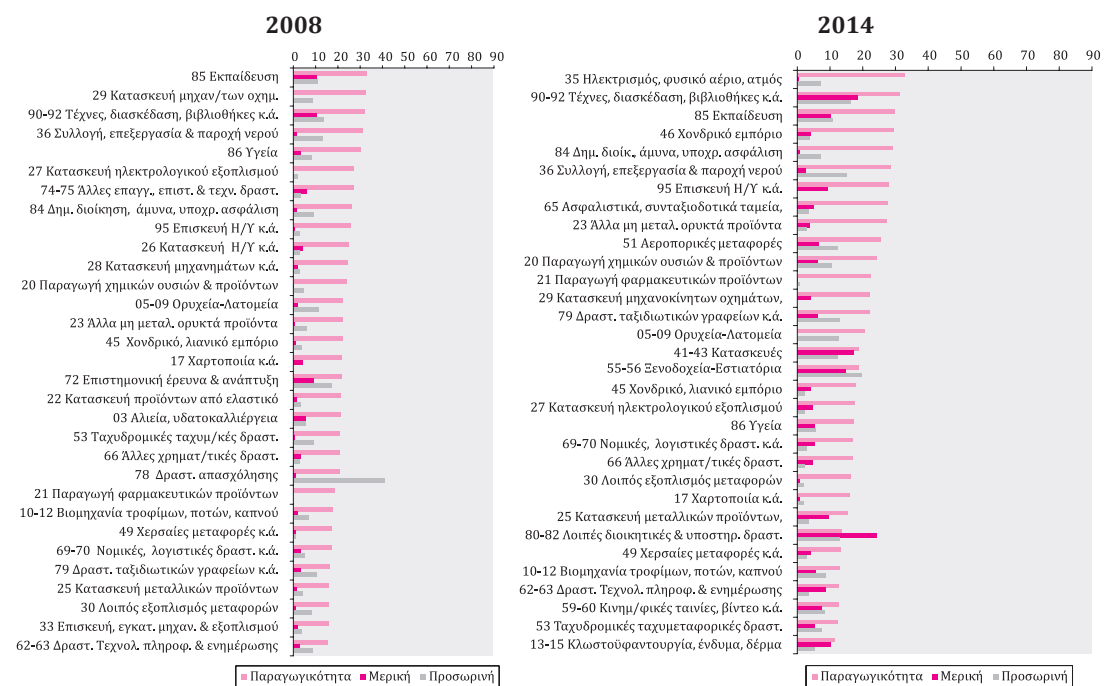 2008
0 10 20 30 40 50 60 70 80 90
85 Εκπαίδευση
29 Κατασκευή μηχαν/των οχημ.
90-92 Τέχνες, διασκέδαση, βιβλιοθήκες κ.ά.
36 Συλλογή, επεξεργασία & παροχή νερού
86 Υγεία
27 Κατασκευή ηλεκτρολογικού εξοπλισμού
74-75 Άλλες επαγγ., επιστ. & τεχν. δραστ.
84 Δημ. διοίκηση, άμυνα, υποχρ. ασφάλιση
95 Επισκευή Η/Υ κ.ά.
26 Κατασκευή Η/Υ κ.ά.
28 Κατασκευή μηχανημάτων κ.ά.
20 Παραγωγή χημικών ουσιών & προϊόντων
05-09 Ορυχεία-Λατομεία
23 Άλλα μη μεταλ. ορυκτά προϊόντα
45 Χονδρικό, λιανικό εμπόριο
17 Χαρτοποιία κ.ά.
72 Επιστημονική έρευνα & ανάπτυξη
22 Κατασκευή προϊόντων από ελαστικό
03 Αλιεία, υδατοκαλλιέργεια
53 Ταχυδρομικές ταχυμ/κές δραστ.
66 Άλλες χρηματ/τικές δραστ.
78 Δραστ. απασχόλησης
21 Παραγωγή φαρμακευτικών προϊόντων
10-12 Βιομηχανία τροφίμων, ποτών, καπνού
49 Χερσαίες μεταφορές κ.ά.
69-70 Νομικές, λογιστικές δραστ. κ.ά.
79 Δραστ. ταξιδιωτικών γραφείων κ.ά.
25 Κατασκευή μεταλλικών προϊόντων
30 Λοιπός εξοπλισμός μεταφορών
33 Επισκευή, εγκατ. μηχαν. & εξοπλισμού
62-63 Δραστ. Τεχνολ. πληροφ. & ενημέρωσης
Παραγωγικότητα Μερική Προσωρινή
2014
0 10 20 30 40 50 60 70 80 90
35 Ηλεκτρισμός, φυσικό αέριο, ατμός
90-92 Τέχνες, διασκέδαση, βιβλιοθήκες κ.ά.
85 Εκπαίδευση
46 Χονδρικό εμπόριο
84 Δημ. διοίκ., άμυνα, υποχρ. ασφάλιση
36 Συλλογή, επεξεργασία & παροχή νερού
95 Επισκευή Η/Υ κ.ά.
65 Ασφαλιστικά, συνταξιοδοτικά ταμεία,
23 Άλλα μη μεταλ. ορυκτά προϊόντα
51 Αεροπορικές μεταφορές
20 Παραγωγή χημικών ουσιών & προϊόντων
21 Παραγωγή φαρμακευτικών προϊόντων
29 Κατασκευή μηχανοκίνητων οχημάτων,
79 Δραστ. ταξιδιωτικών γραφείων κ.ά.
05-09 Ορυχεία-Λατομεία
41-43 Κατασκευές
55-56 Ξενοδοχεία-Εστιατόρια
45 Χονδρικό, λιανικό εμπόριο
27 Κατασκευή ηλεκτρολογικού εξοπλισμού
86 Υγεία
69-70 Νομικές, λογιστικές δραστ. κ.ά.
66 Άλλες χρηματ/τικές δραστ.
30 Λοιπός εξοπλισμός μεταφορών
17 Χαρτοποιία κ.ά.
25 Κατασκευή μεταλλικών προϊόντων,
80-82 Λοιπές διοικητικές & υποστηρ. δραστ.
49 Χερσαίες μεταφορές κ.ά.
10-12 Βιομηχανία τροφίμων, ποτών, καπνού
62-63 Δραστ. Τεχνολ. πληροφ. & ενημέρωσης
59-60 Κινημ/φικές ταινίες, βίντεο κ.ά.
53 Ταχυδρομικές ταχυμεταφορικές δραστ.
13-15 Κλωστοϋφαντουργία, ένδυμα, δέρμα
Παραγωγικότητα Μερική Προσωρινή